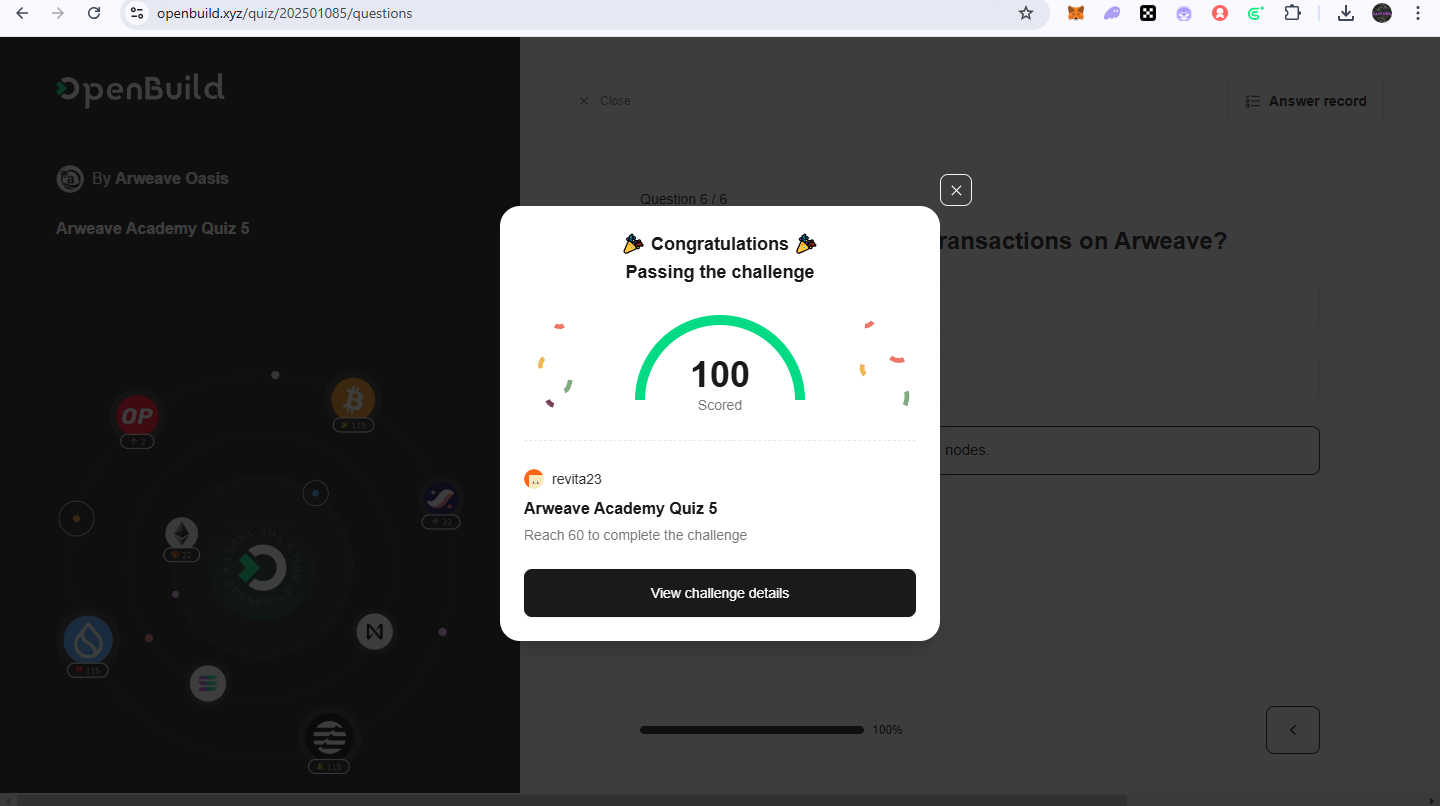 openbuild.xyz/quiz/202501085/questions
OpenBuild
By Arweave Oasis
Arweave Academy Quiz 5
OP
2
115
32
22
115
115
Close
Answer record
Question 6 / 6
ransactions on Arweave?
nodes.
Congratulations
Passing the challenge
100
Scored
revita23
Arweave Academy Quiz 5
Reach 60 to complete the challenge
View challenge details
100%